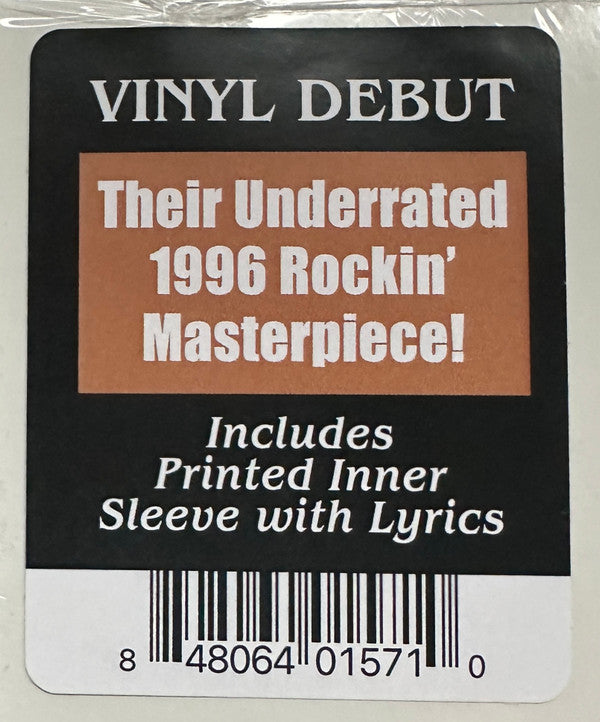 VINYL DEBUT
Their Underrated
1996 Rockin'
Masterpiece!
Includes
Printed Inner
Sleeve with Lyrics
8 48064 01571 0